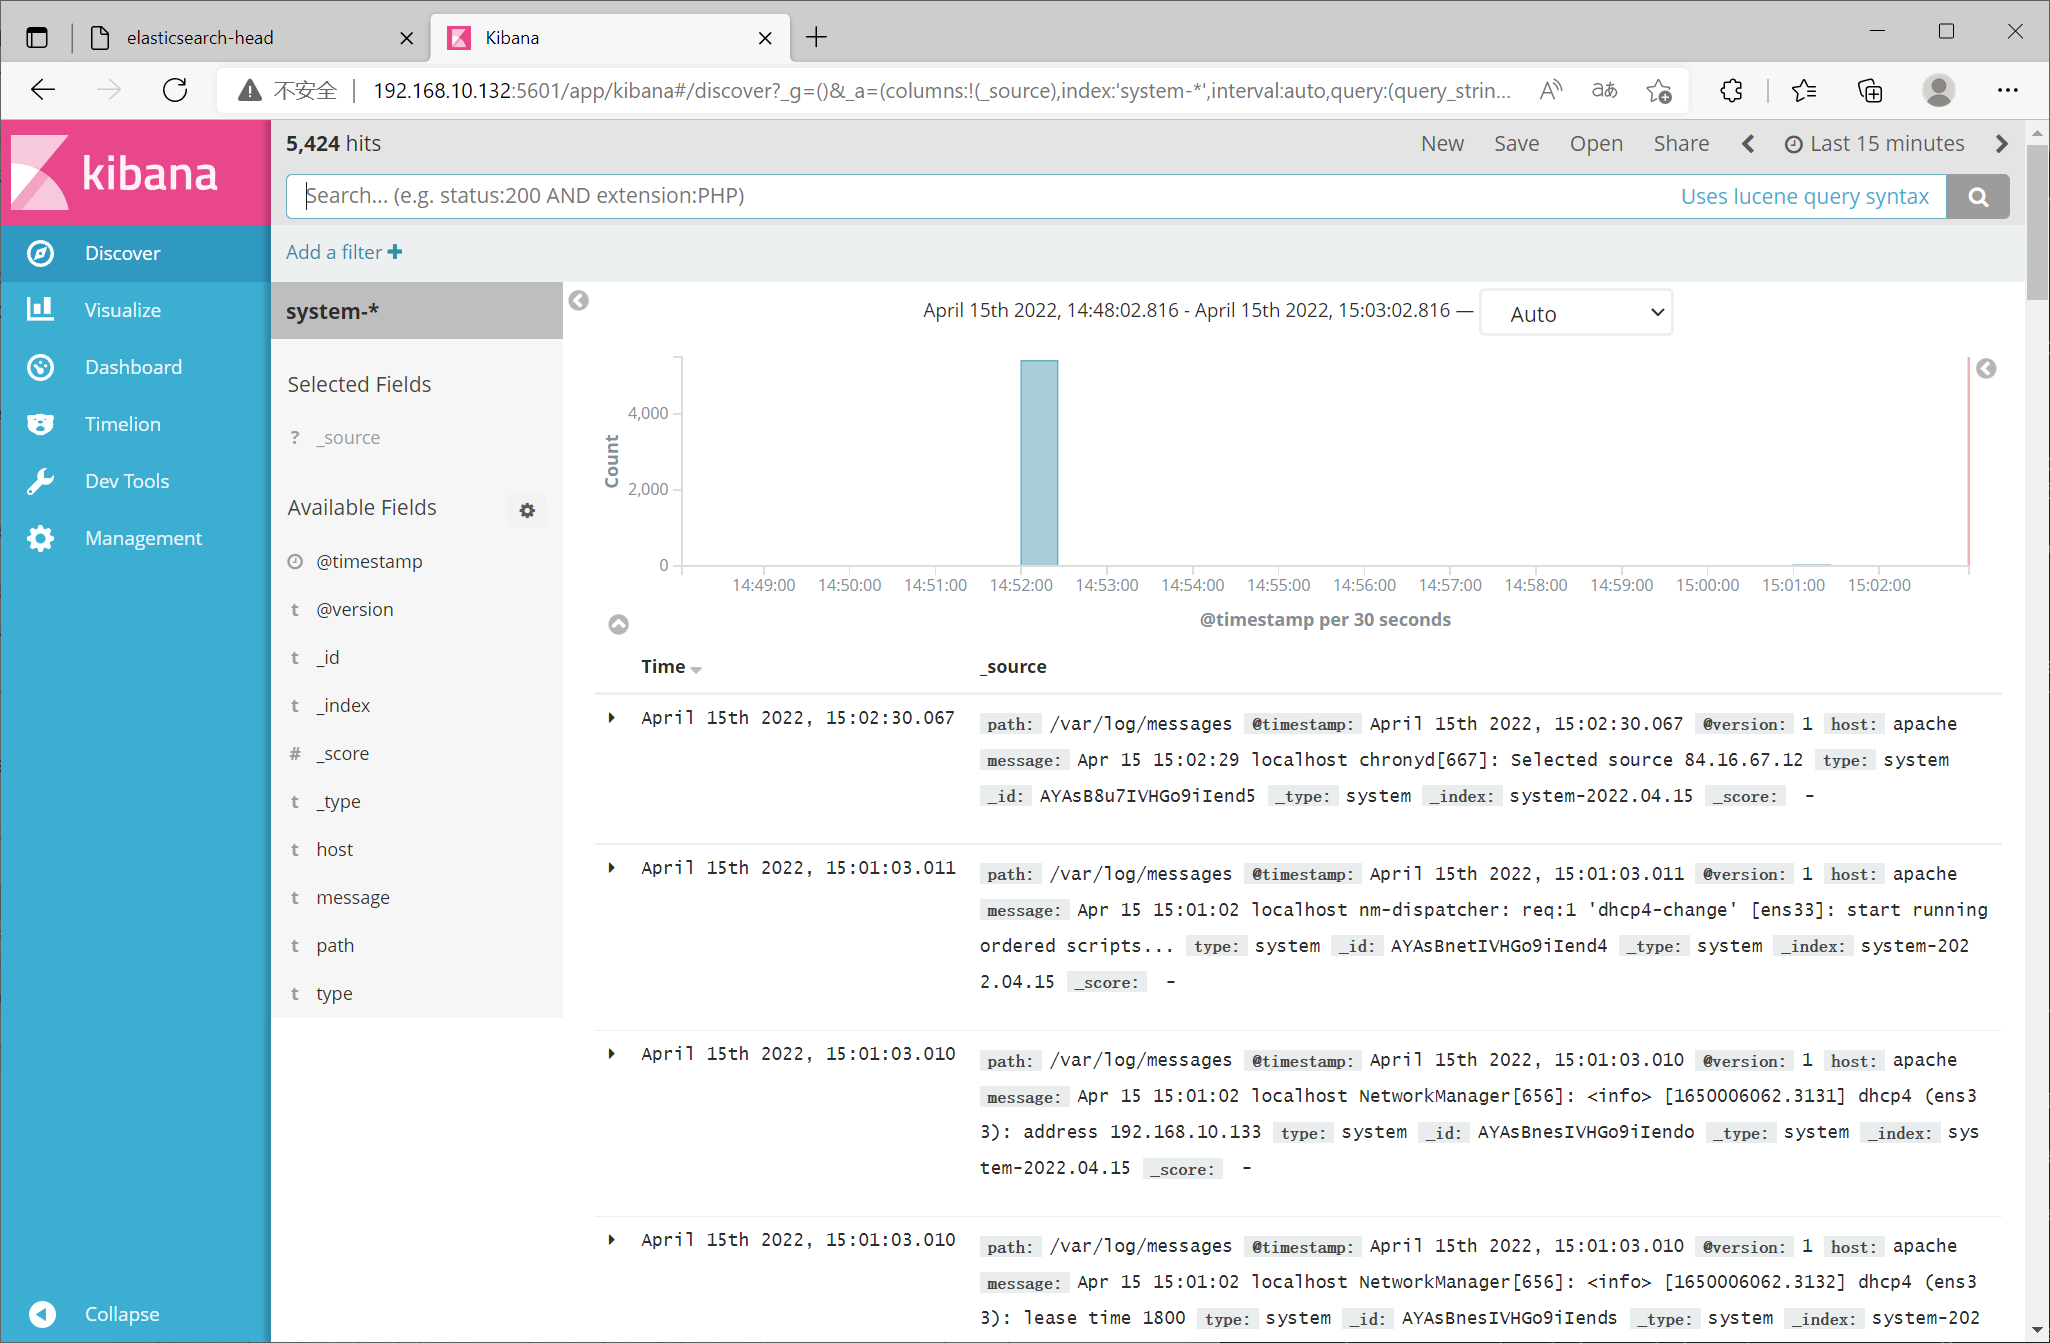 elasticsearch-head
Kibana
不安全
192.168.10.132:5601/app/kibana#/discover?_g=()&_a=(columns:!(_source),index:'system-*',interval:auto,query:(query_strin...
kibana
Discover
Visualize
Dashboard
Timelion
Dev Tools
Management
Collapse
5,424 hits
New Save Open Share Last 15 minutes
Search... (e.g. status:200 AND extension:PHP) Uses lucene query syntax
Add a filter +
system-*
Selected Fields
? _source
Available Fields
@timestamp
t @version
t _id
t _index
# _score
t _type
t host
t message
t path
t type
April 15th 2022, 14:48:02.816 - April 15th 2022, 15:03:02.816 — Auto
Count
4,000
2,000
0
14:49:00 14:50:00 14:51:00 14:52:00 14:53:00 14:54:00 14:55:00 14:56:00 14:57:00 14:58:00 14:59:00 15:00:00 15:01:00 15:02:00
@timestamp per 30 seconds
Time _source
April 15th 2022, 15:02:30.067 path: /var/log/messages @timestamp: April 15th 2022, 15:02:30.067 @version: 1 host: apache
message: Apr 15 15:02:29 localhost chronyd[667]: Selected source 84.16.67.12 type: system
_id: AYAsB8u7IVHGo9iIend5 _type: system _index: system-2022.04.15 _score: -
April 15th 2022, 15:01:03.011 path: /var/log/messages @timestamp: April 15th 2022, 15:01:03.011 @version: 1 host: apache
message: Apr 15 15:01:02 localhost nm-dispatcher: req:1 'dhcp4-change' [ens33]: start running
ordered scripts... type: system _id: AYAsBnetIVHGo9iIend4 _type: system _index: system-202
2.04.15 _score: -
April 15th 2022, 15:01:03.010 path: /var/log/messages @timestamp: April 15th 2022, 15:01:03.010 @version: 1 host: apache
message: Apr 15 15:01:02 localhost NetworkManager[656]: <info> [1650006062.3131] dhcp4 (ens3
3): address 192.168.10.133 type: system _id: AYAsBnesIVHGo9iIendo _type: system _index: sys
tem-2022.04.15 _score: -
April 15th 2022, 15:01:03.010 path: /var/log/messages @timestamp: April 15th 2022, 15:01:03.010 @version: 1 host: apache
message: Apr 15 15:01:02 localhost NetworkManager[656]: <info> [1650006062.3132] dhcp4 (ens3
3): lease time 1800 type: system _id: AYAsBnesIVHGo9iIends _type: system _index: system-202